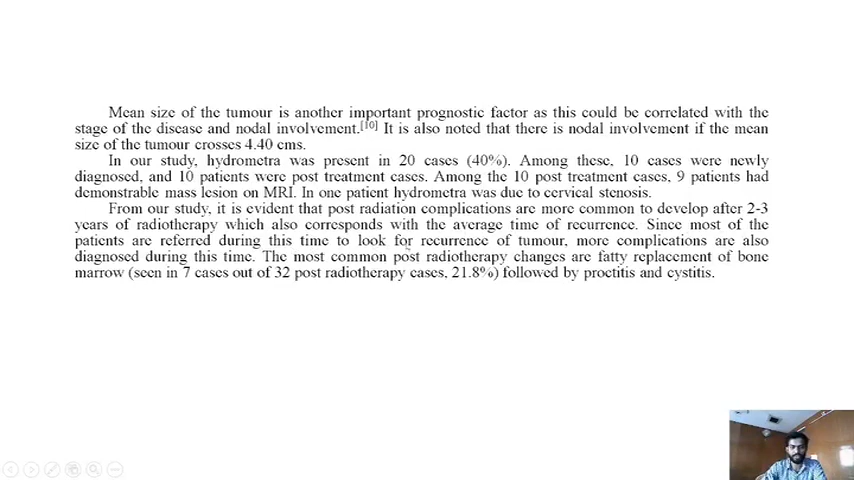 Mean size of the tumour is another important prognostic factor as this could be correlated with the
stage of the disease and nodal involvement.[10] It is also noted that there is nodal involvement if the mean
size of the tumour crosses 4.40 cms.
In our study, hydrometra was present in 20 cases (40%). Among these, 10 cases were newly
diagnosed, and 10 patients were post treatment cases. Among the 10 post treatment cases, 9 patients had
demonstrable mass lesion on MRI. In one patient hydrometra was due to cervical stenosis.
From our study, it is evident that post radiation complications are more common to develop after 2-3
years of radiotherapy which also corresponds with the average time of recurrence. Since most of the
patients are referred during this time to look for recurrence of tumour, more complications are also
diagnosed during this time. The most common post radiotherapy changes are fatty replacement of bone
marrow (seen in 7 cases out of 32 post radiotherapy cases, 21.8%) followed by proctitis and cystitis.